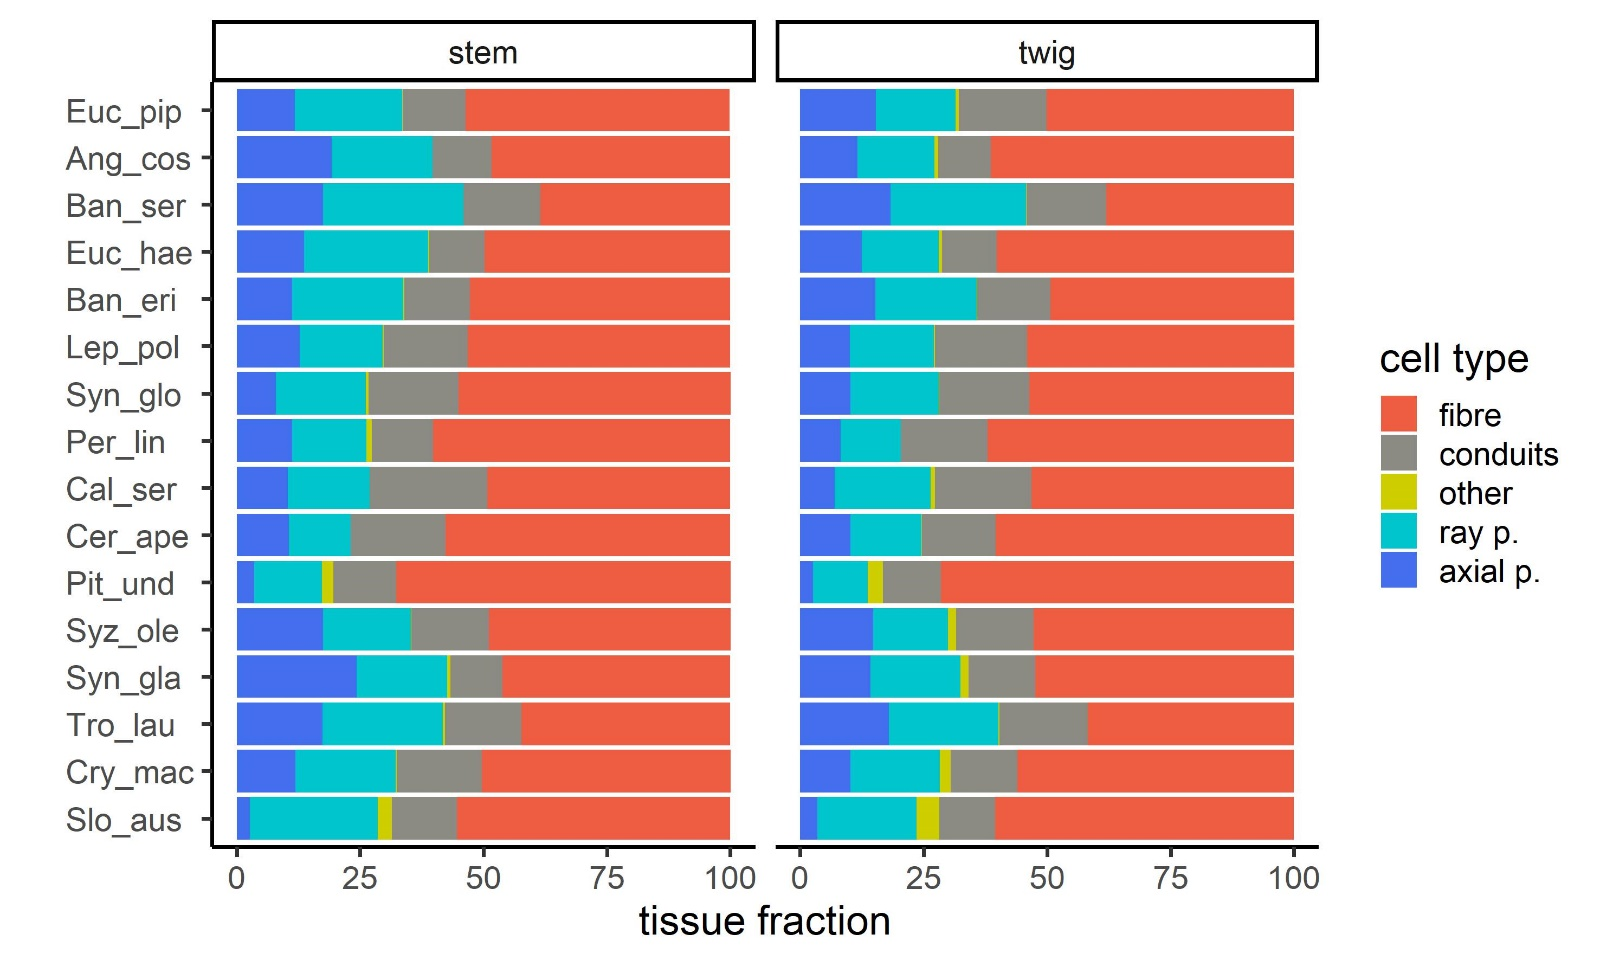 stem
twig
Euc_pip
Ang_cos
Ban_ser
Euc_hae
Ban_eri
Lep_pol
Syn_glo
Per_lin
Cal_ser
Cer_ape
Pit_und
Syz_ole
Syn_gla
Tro_lau
Cry_mac
Slo_aus
0 25 50 75 100
0 25 50 75 100
tissue fraction
cell type
fibre
conduits
other
ray p.
axial p.